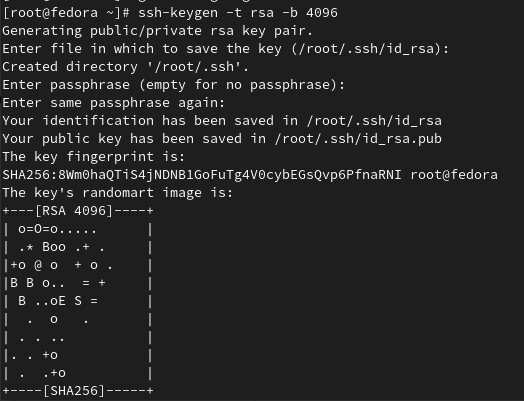 [root@fedora ~]# ssh-keygen -t rsa -b 4096
Generating public/private rsa key pair.
Enter file in which to save the key (/root/.ssh/id_rsa):
Created directory '/root/.ssh'.
Enter passphrase (empty for no passphrase):
Enter same passphrase again:
Your identification has been saved in /root/.ssh/id_rsa
Your public key has been saved in /root/.ssh/id_rsa.pub
The key fingerprint is:
SHA256:8Wm0haQTiS4jNDNB1GoFuTg4V0cybEGsQvp6PfnaRNI root@fedora
The key's randomart image is:
+---[RSA 4096]----+
| o=O=o.....      |
| .* Boo .+ .     |
|+o @ o  + o .    |
|B B o..  = +     |
| B ..oE S =      |
|  .  o   .       |
| . . ..          |
|. . +o           |
| .  .+o          |
+----[SHA256]-----+